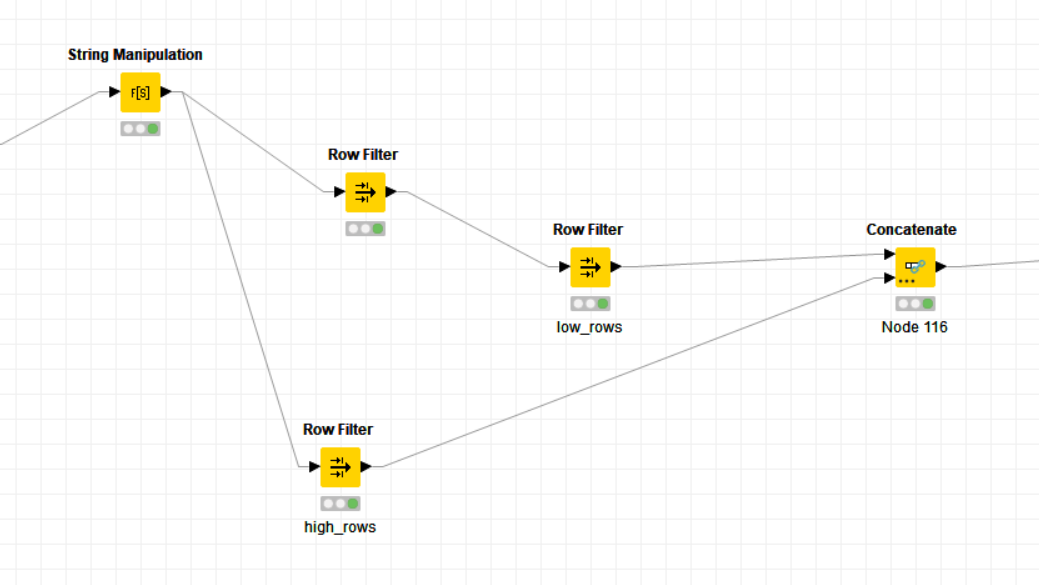 String Manipulation
F[S]
Row Filter
Row Filter
low_rows
Concatenate
Node 116
Row Filter
high_rows